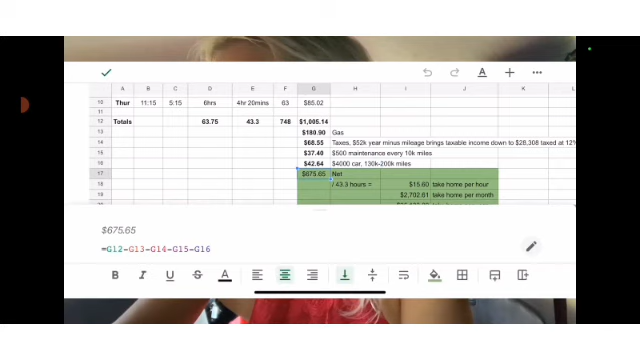 A B C D E F G H I J K L
10 Thur 11:15 5:15 6hrs 4hr 20mins 63 $85.02
11
12 Totals 63.75 43.3 748 $1,005.14
13 $180.90 Gas
14 $68.55 Taxes, $52k year minus mileage brings taxable income down to $28,308 taxed at 12%
15 $37.40 $500 maintenance every 10k miles
16 $42.64 $4000 car, 130k-200k miles
17 $675.65 Net
18 / 43.3 hours = $15.60 take home per hour
19 $2,702.61 take home per month
$675.65
=G12-G13-G14-G15-G16
B I U S A